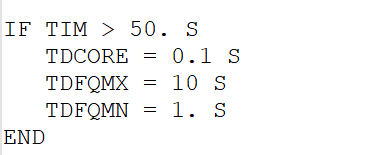 IF TIM > 50. S
TDCORE = 0.1 S
TDFQMX = 10 S
TDFQMN = 1. S
END